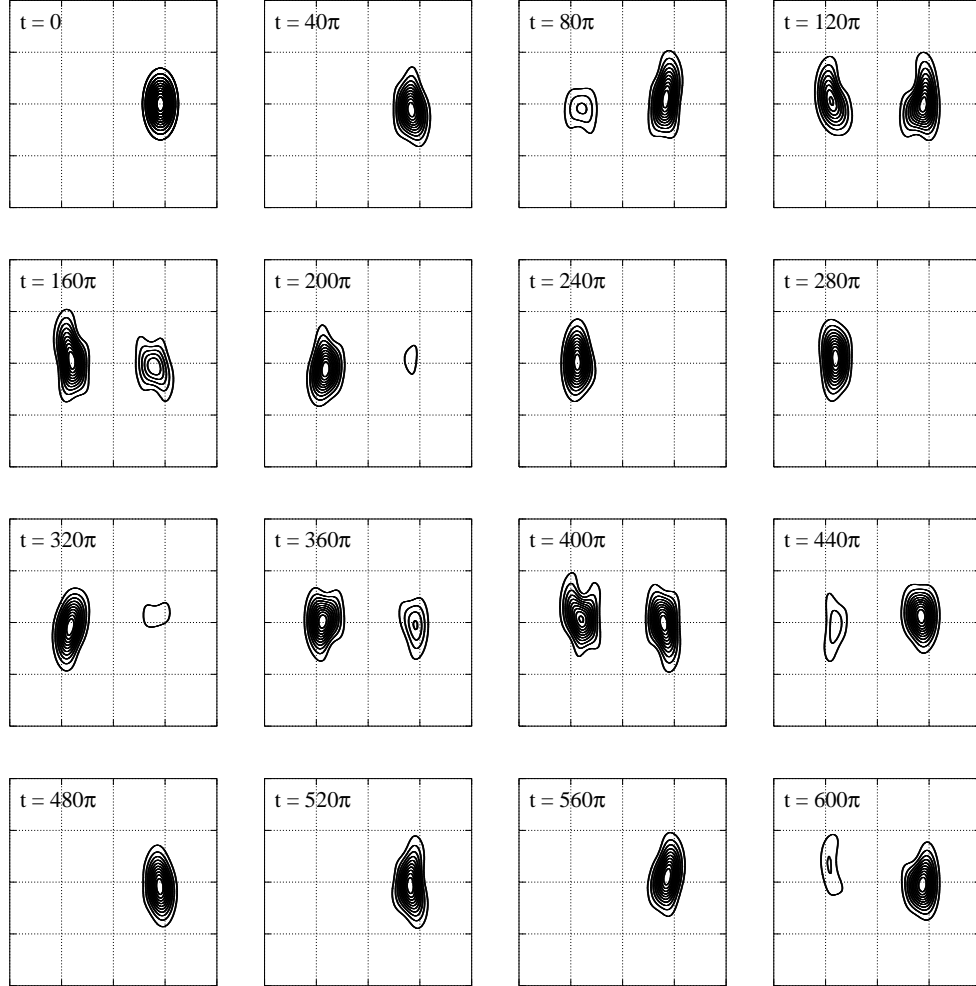 t = 0
t = 40π
t = 80π
t = 120π
t = 160π
t = 200π
t = 240π
t = 280π
t = 320π
t = 360π
t = 400π
t = 440π
t = 480π
t = 520π
t = 560π
t = 600π